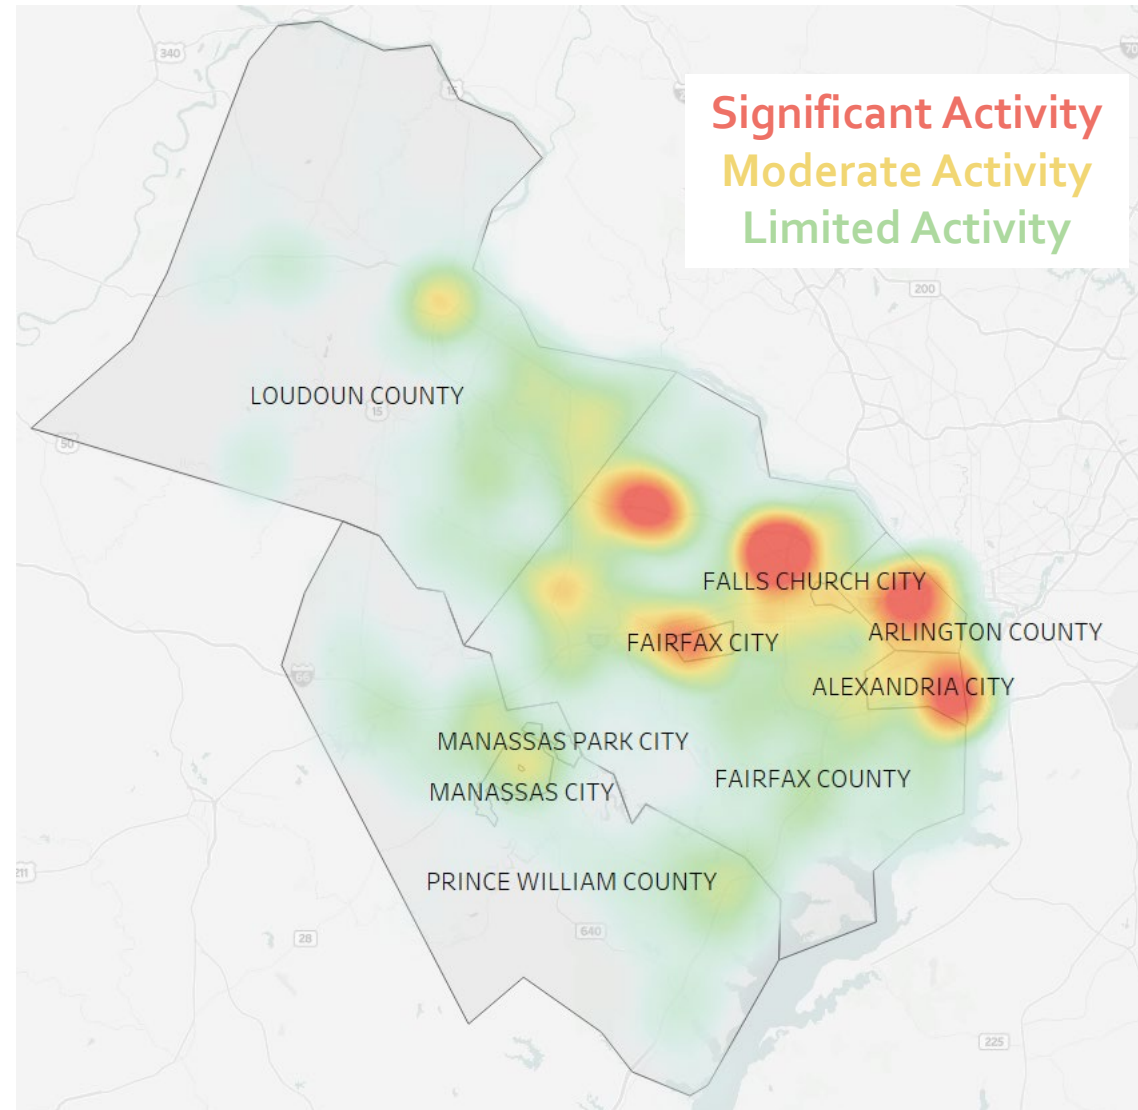 340
15
70
Significant Activity
Moderate Activity
Limited Activity
200
LOUDOUN COUNTY
15
50
FALLS CHURCH CITY
ARLINGTON COUNTY
FAIRFAX CITY
66
ALEXANDRIA CITY
MANASSAS PARK CITY
FAIRFAX COUNTY
MANASSAS CITY
211
PRINCE WILLIAM COUNTY
640
28
225